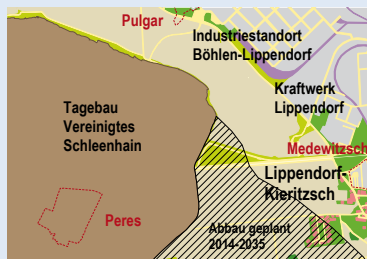 Pulgar
Industriestandort
Böhlen-Lippendorf
Kraftwerk
Lippendorf
Tagebau
Vereinigtes
Schleenhain
Medewitzsch
Lippendorf-
Kieritzsch
Peres
Abbau geplant
2014-2035